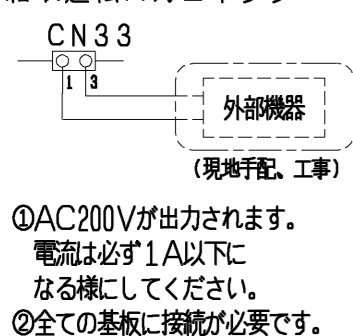 CN33
1 3
外部機器
(現地手配、工事)
①AC200Vが出力されます。
電流は必ず1A以下に
なる様にしてください。
②全ての基板に接続が必要です。